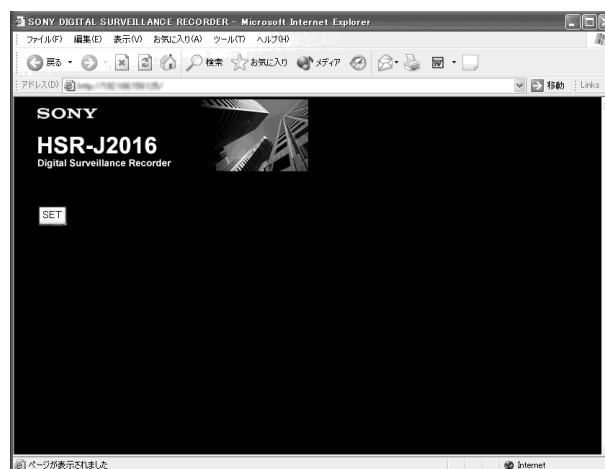 SONY DIGITAL SURVEILLANCE RECORDER - Microsoft Internet Explorer
ファイル(F) 編集(E) 表示(V) お気に入り(A) ツール(T) ヘルプ(H)
戻る 検索 お気に入り メディア
アドレス(D) 移動 Links
SONY
HSR-J2016
Digital Surveillance Recorder
SET
ページが表示されました Internet